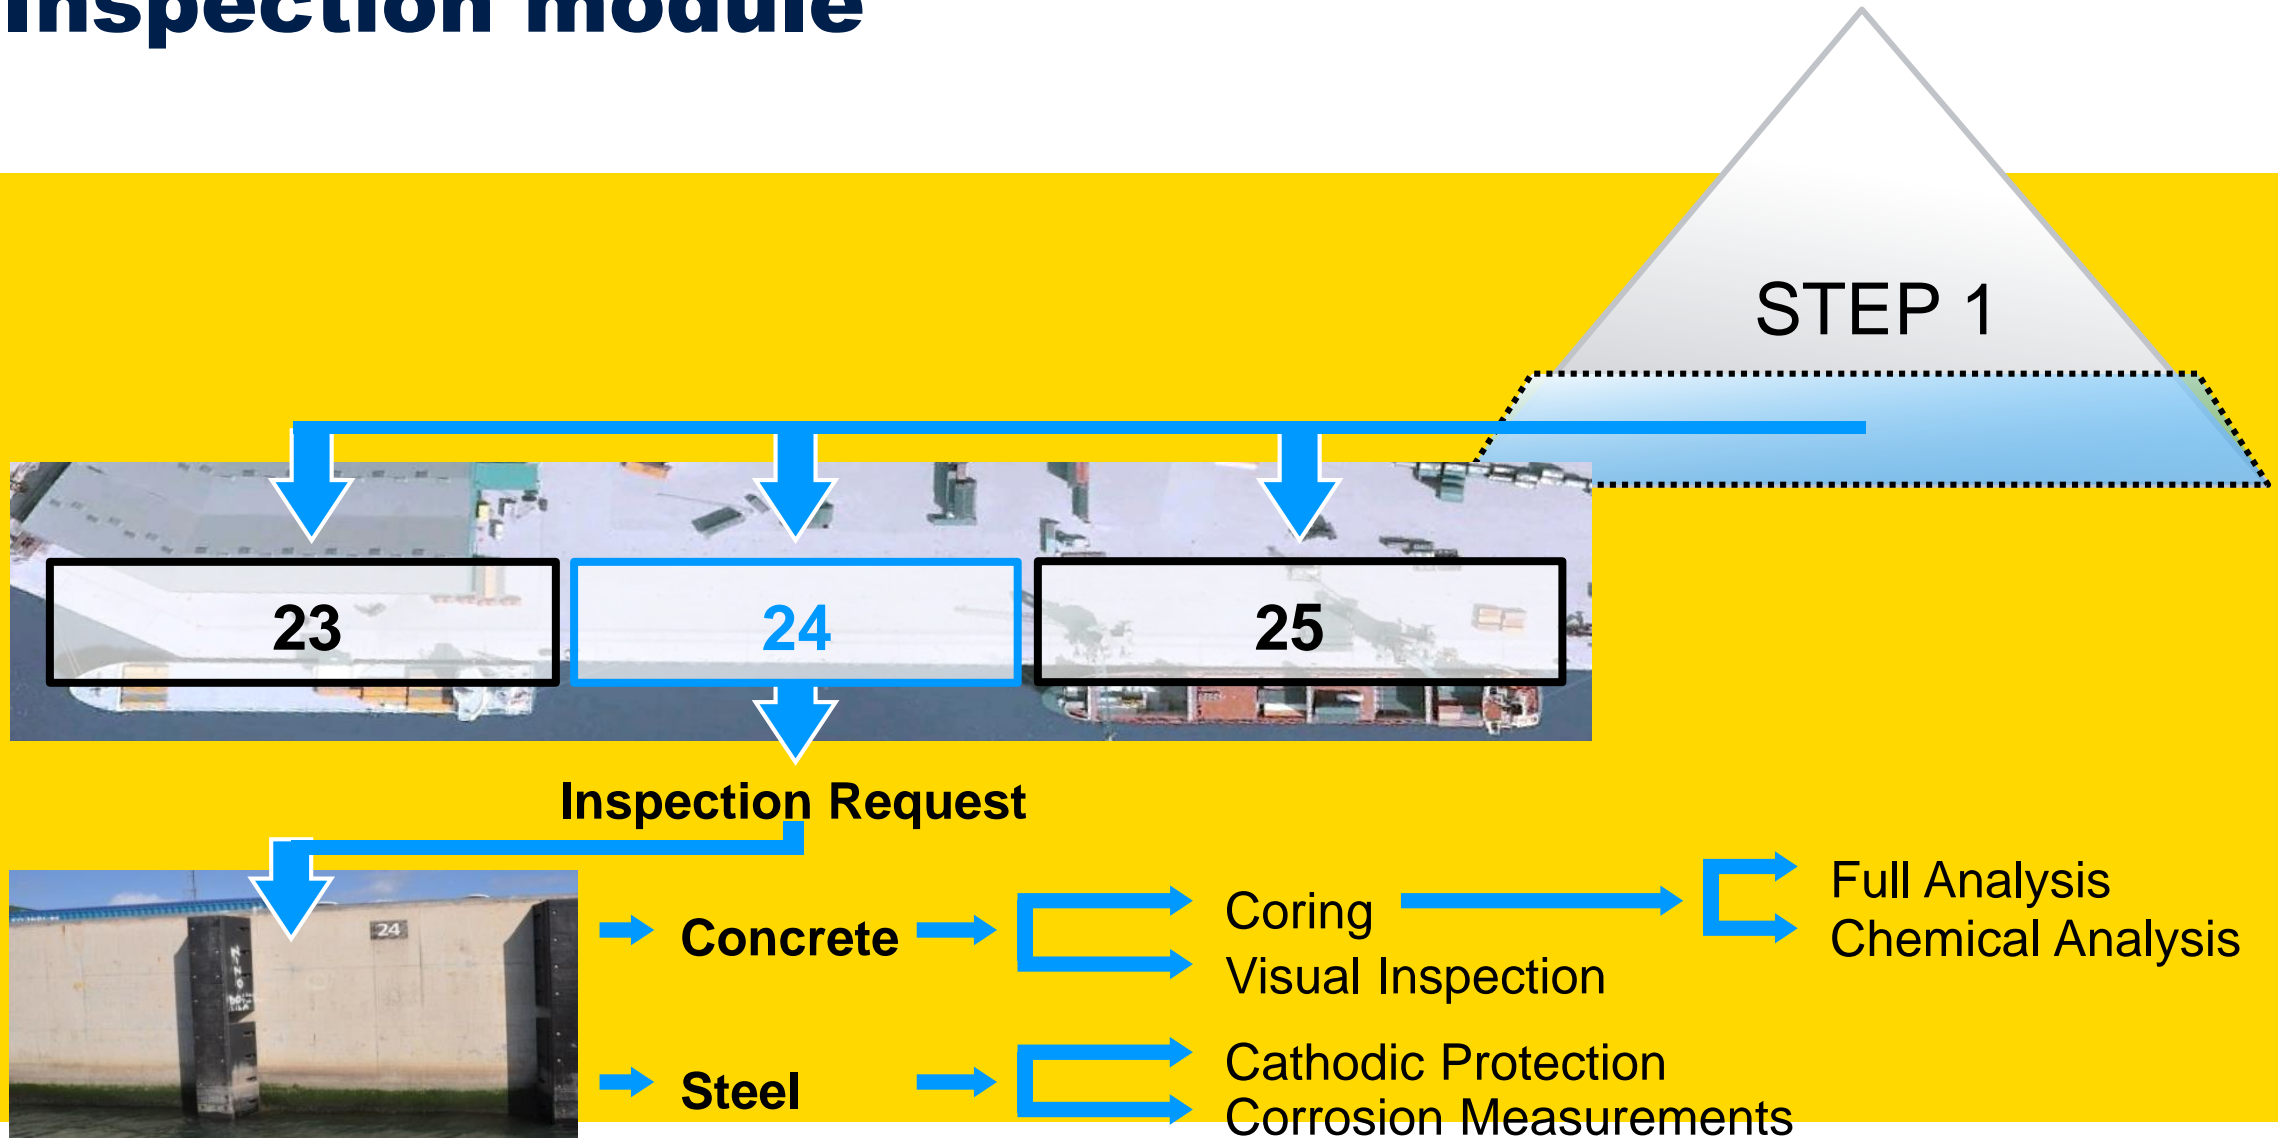 Inspection module
STEP 1
23
24
25
Inspection Request
24
Concrete
Coring
Visual Inspection
Full Analysis
Chemical Analysis
Steel
Cathodic Protection
Corrosion Measurements